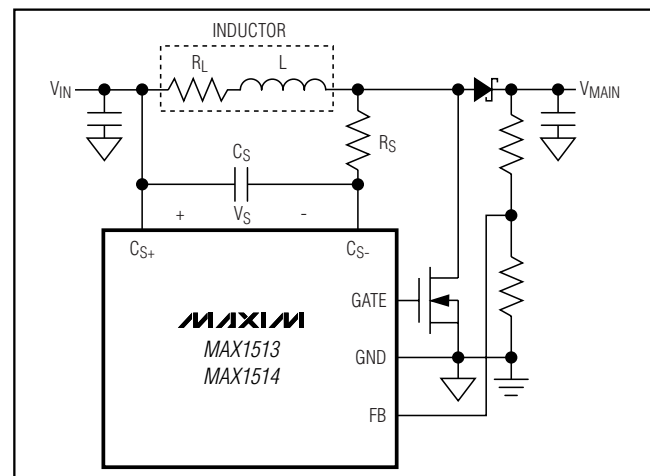 INDUCTOR
RL L
VIN
VMAIN
CS
RS
+ VS -
CS+ CS-
GATE
MAXIM
MAX1513
MAX1514
GND
FB